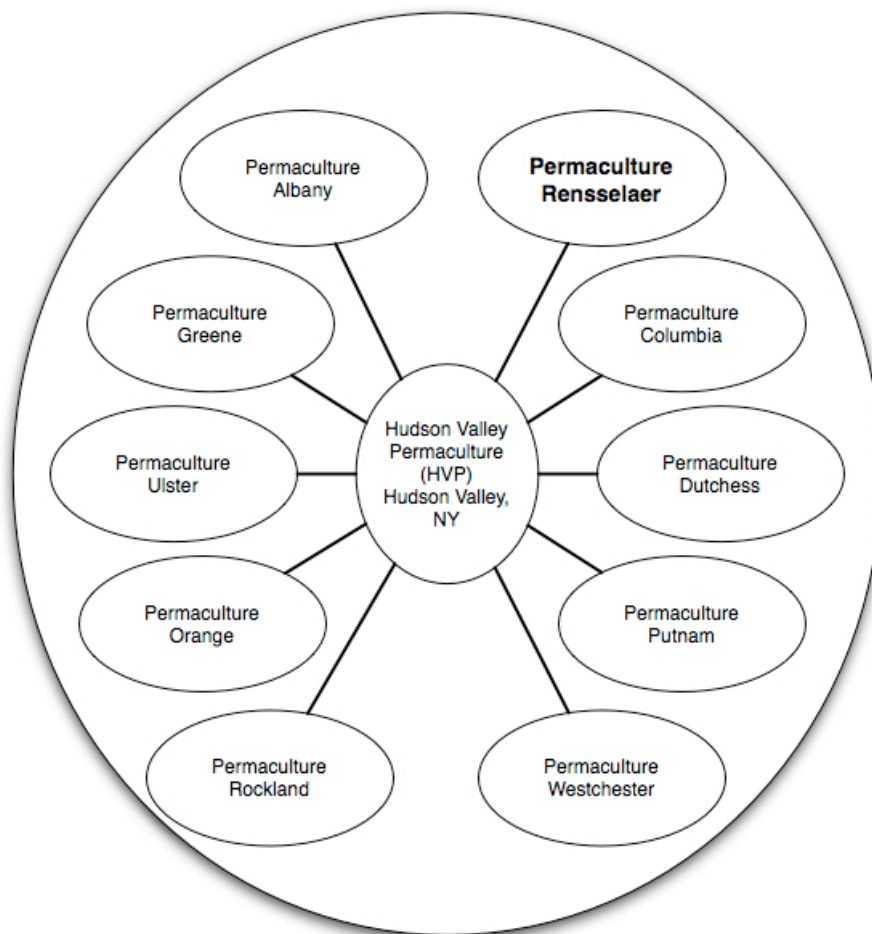 Permaculture
Albany
Permaculture
Rensselaer
Permaculture
Greene
Permaculture
Columbia
Hudson Valley
Permaculture
(HVP)
Hudson Valley,
NY
Permaculture
Ulster
Permaculture
Dutchess
Permaculture
Orange
Permaculture
Putnam
Permaculture
Rockland
Permaculture
Westchester